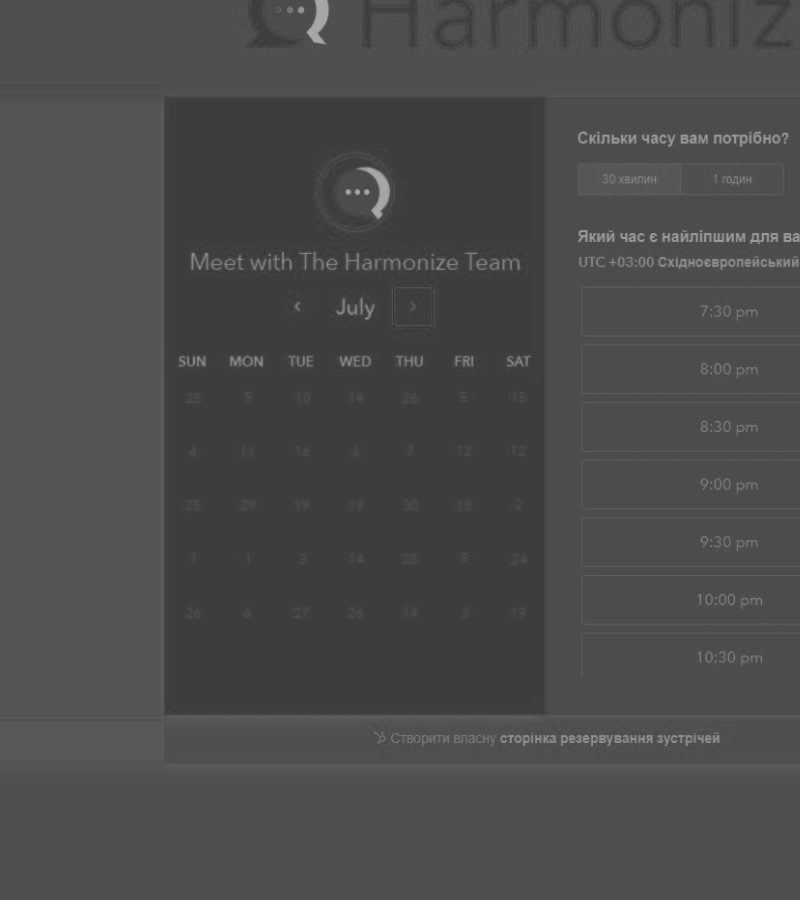 Harmoniz
Meet with The Harmonize Team
July
SUN MON TUE WED THU FRI SAT
28 9 10 14 26 5 15
4 11 16 4 7 12 12
25 29 19 19 30 18 2
1 1 3 14 28 9 24
26 6 27 26 14 3 19
Скільки часу вам потрібно?
30 хвилин 1 годин
Який час є найліпшим для ва
UTC +03:00 Східноєвропейський
7:30 pm
8:00 pm
8:30 pm
9:00 pm
9:30 pm
10:00 pm
10:30 pm
Створити власну сторінка резервування зустрічей